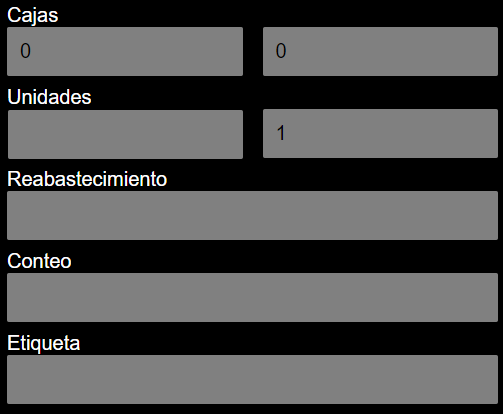 Cajas
0 0
Unidades
1
Reabastecimiento
Conteo
Etiqueta